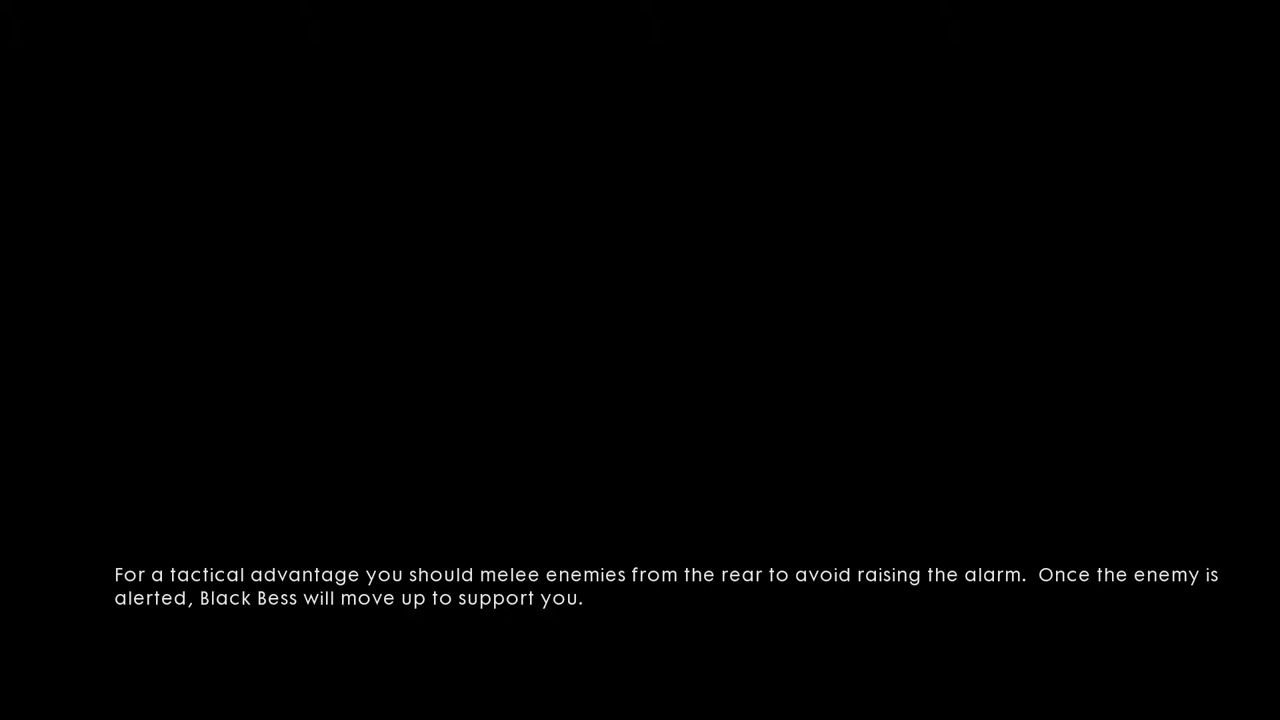 For a tactical advantage you should melee enemies from the rear to avoid raising the alarm.  Once the enemy is
alerted, Black Bess will move up to support you.